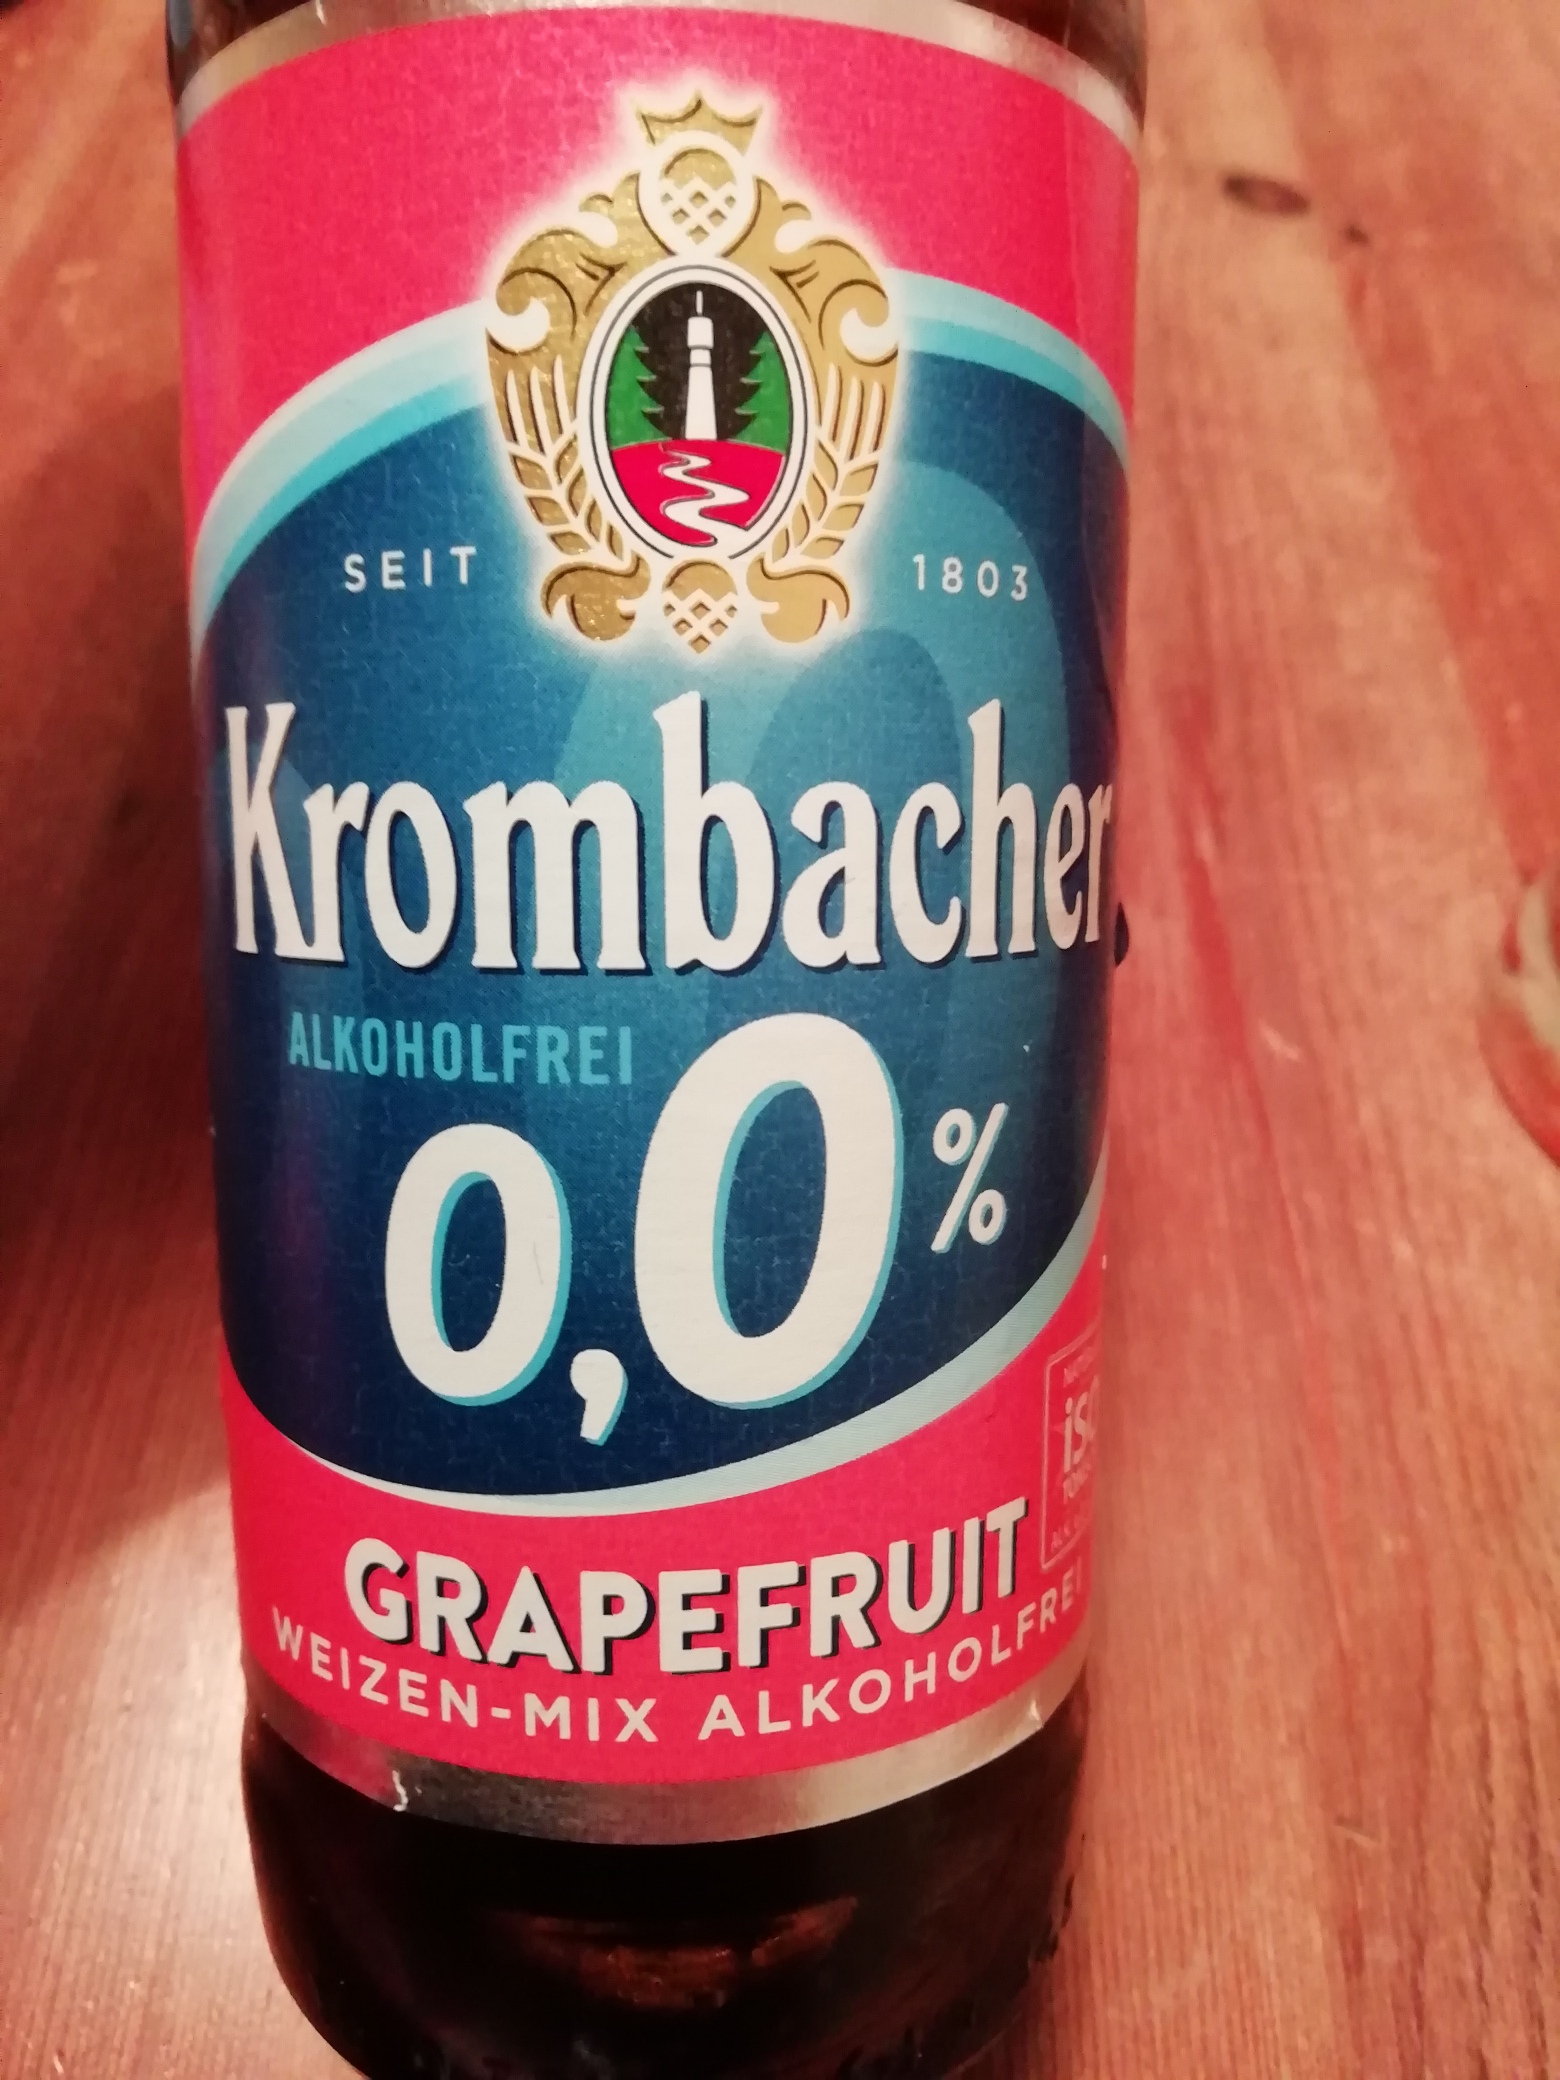 SEIT 1803
Krombacher
ALKOHOLFREI
0,0%
GRAPEFRUIT
WEIZEN-MIX ALKOHOLFREI